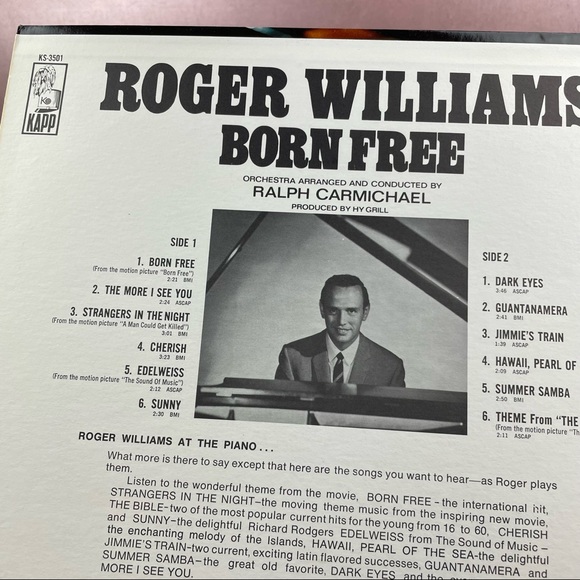 KS-3501
KAPP
ROGER WILLIAMS
BORN FREE
ORCHESTRA ARRANGED AND CONDUCTED BY
RALPH CARMICHAEL
PRODUCED BY HY GRILL
SIDE 1
1. BORN FREE
(From the motion picture "Born Free")
2:21 BMI
2. THE MORE I SEE YOU
2:24 ASCAP
3. STRANGERS IN THE NIGHT
(From the motion picture "A Man Could Get Killed")
3:01 BMI
4. CHERISH
3:23 BMI
5. EDELWEISS
(From the motion picture "The Sound Of Music")
2:12 ASCAP
6. SUNNY
2:30 BMI
SIDE 2
1. DARK EYES
3:45 ASCAP
2. GUANTANAMERA
2:41 BMI
3. JIMMIE'S TRAIN
1:39 ASCAP
4. HAWAII, PEARL OF
2:09 ASCAP
5. SUMMER SAMBA
2:50 BMI
6. THEME From "THE
(From the motion picture "Th
2:11 ASCAP
ROGER WILLIAMS AT THE PIANO...
What more is there to say except that here are the songs you want to hear—as Roger plays
them.
Listen to the wonderful theme from the movie, BORN FREE - the international hit,
STRANGERS IN THE NIGHT-the moving theme music from the inspiring new movie,
THE BIBLE-two of the most popular current hits for the young from 16 to 60, CHERISH
and SUNNY-the delightful Richard Rodgers EDELWEISS from The Sound of Music –
the enchanting melody of the Islands, HAWAII, PEARL OF THE SEA-the delightful
JIMMIE'S TRAIN-two current, exciting latin flavored successes, GUANTANAMERA and
SUMMER SAMBA – the great old favorite, DARK EYES and the
MORE I SEE YOU.